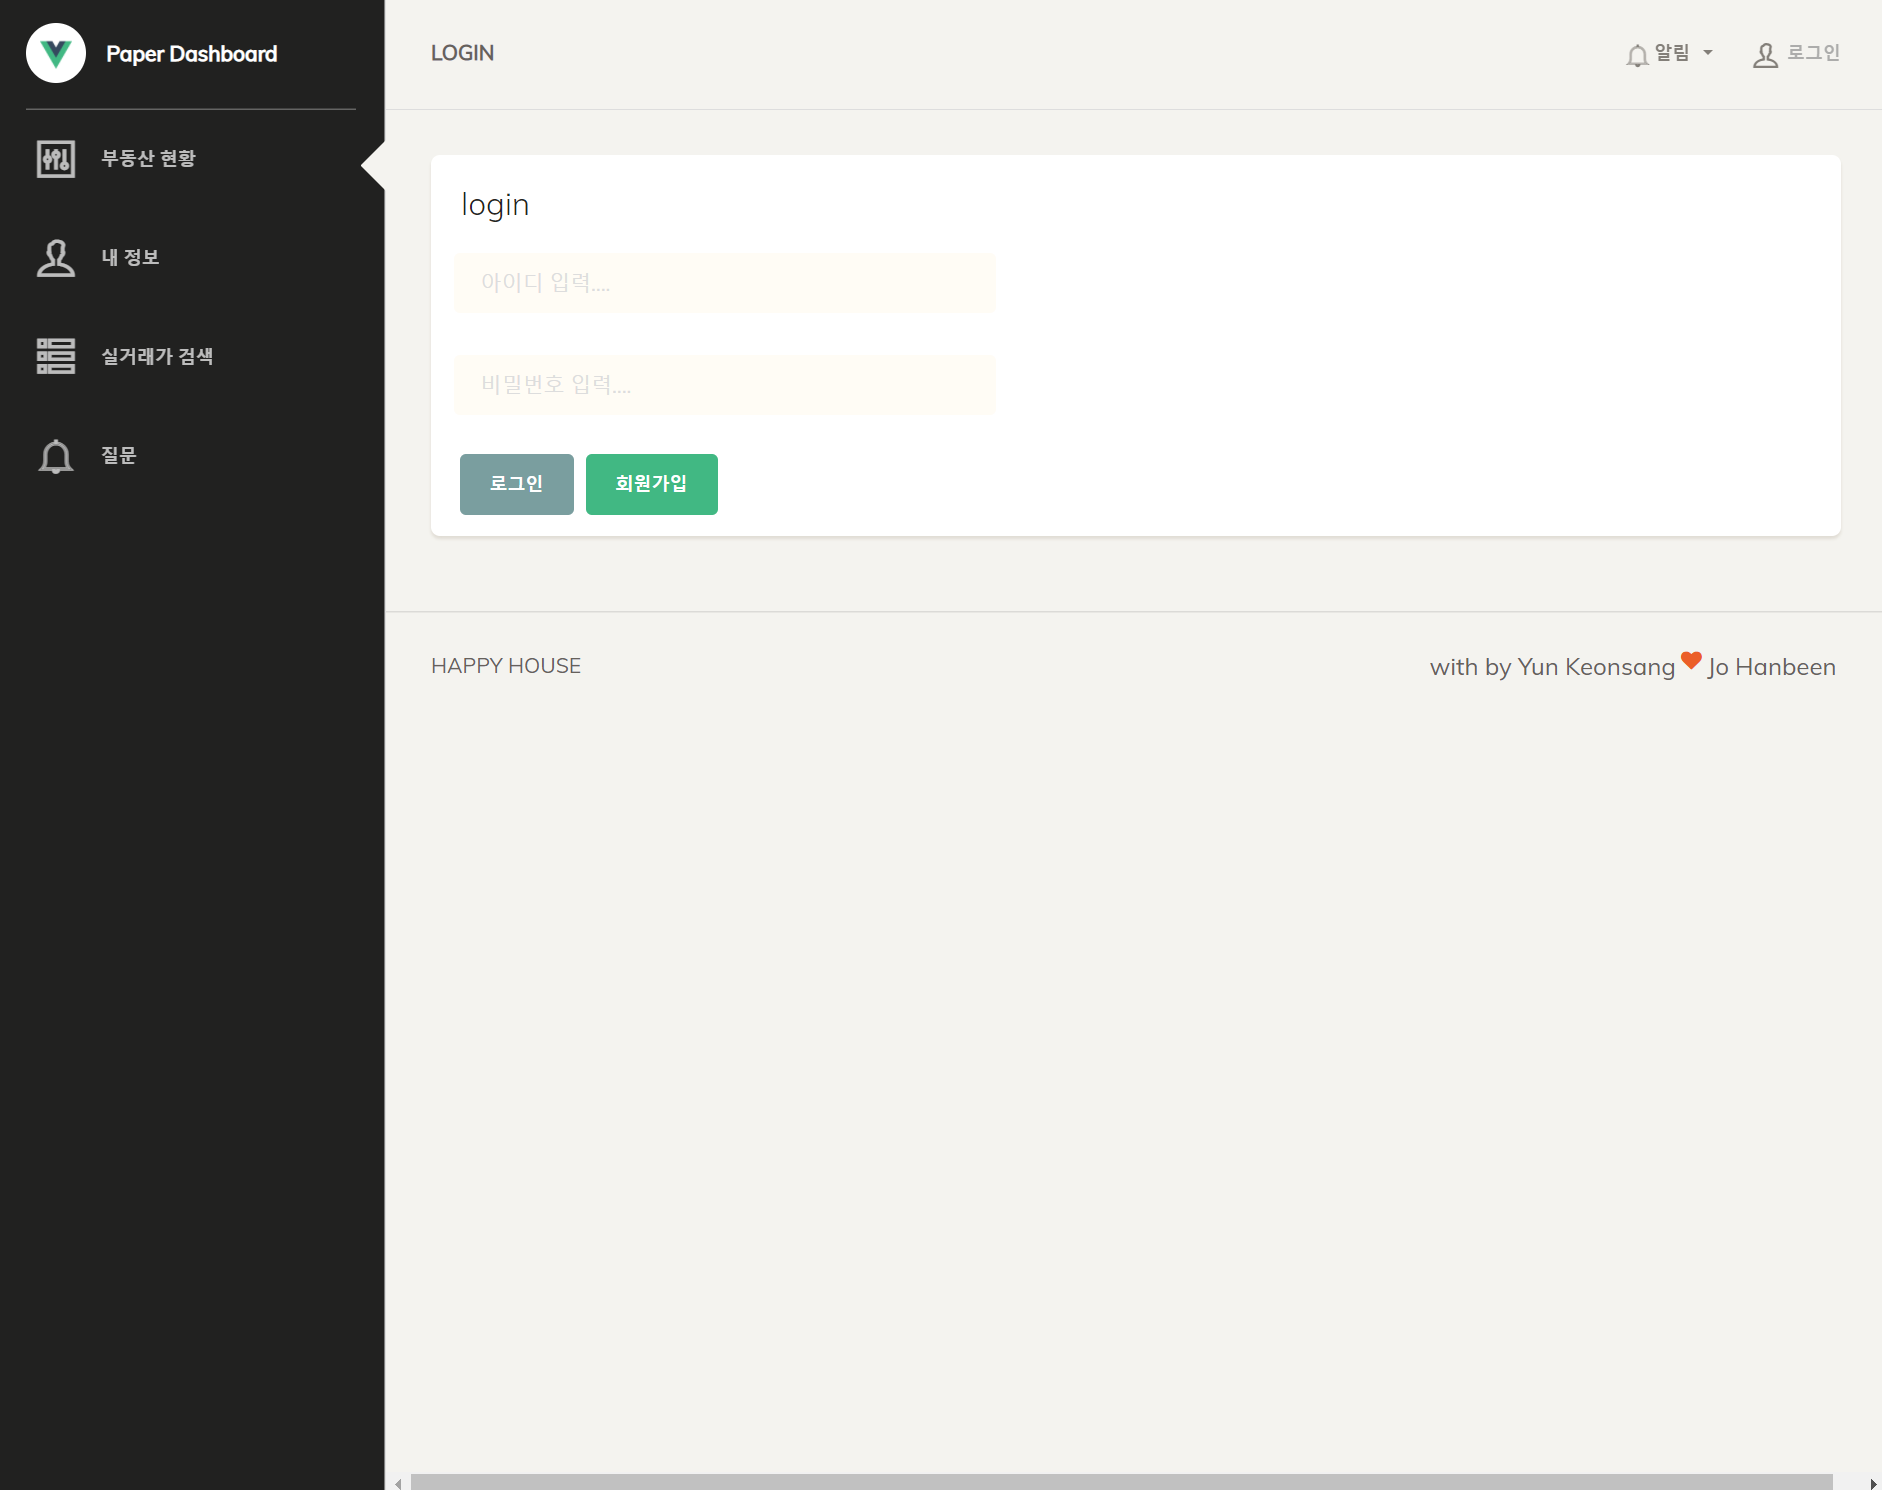 Paper Dashboard
부동산 현황
내 정보
실거래가 검색
질문
LOGIN
알림
로그인
login
아이디 입력....
비밀번호 입력....
로그인
회원가입
HAPPY HOUSE
with by Yun Keonsang Jo Hanbeen